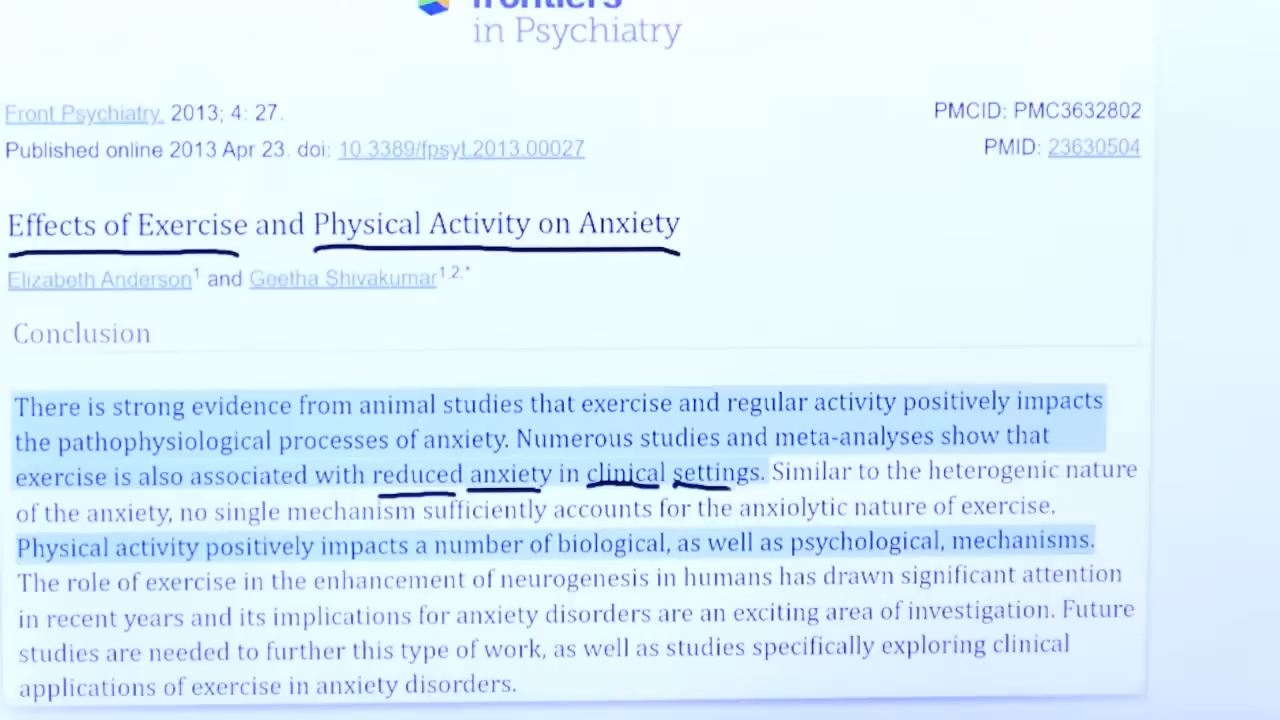 frontiers
in Psychiatry
Front Psychiatry. 2013; 4: 27.
PMCID: PMC3632802
Published online 2013 Apr 23. doi: 10.3389/fpsyt.2013.00027
PMID: 23630504
Effects of Exercise and Physical Activity on Anxiety
Elizabeth Anderson1 and Geetha Shivakumar1,2,*
Conclusion
There is strong evidence from animal studies that exercise and regular activity positively impacts
the pathophysiological processes of anxiety. Numerous studies and meta-analyses show that
exercise is also associated with reduced anxiety in clinical settings. Similar to the heterogenic nature
of the anxiety, no single mechanism sufficiently accounts for the anxiolytic nature of exercise.
Physical activity positively impacts a number of biological, as well as psychological, mechanisms.
The role of exercise in the enhancement of neurogenesis in humans has drawn significant attention
in recent years and its implications for anxiety disorders are an exciting area of investigation. Future
studies are needed to further this type of work, as well as studies specifically exploring clinical
applications of exercise in anxiety disorders.